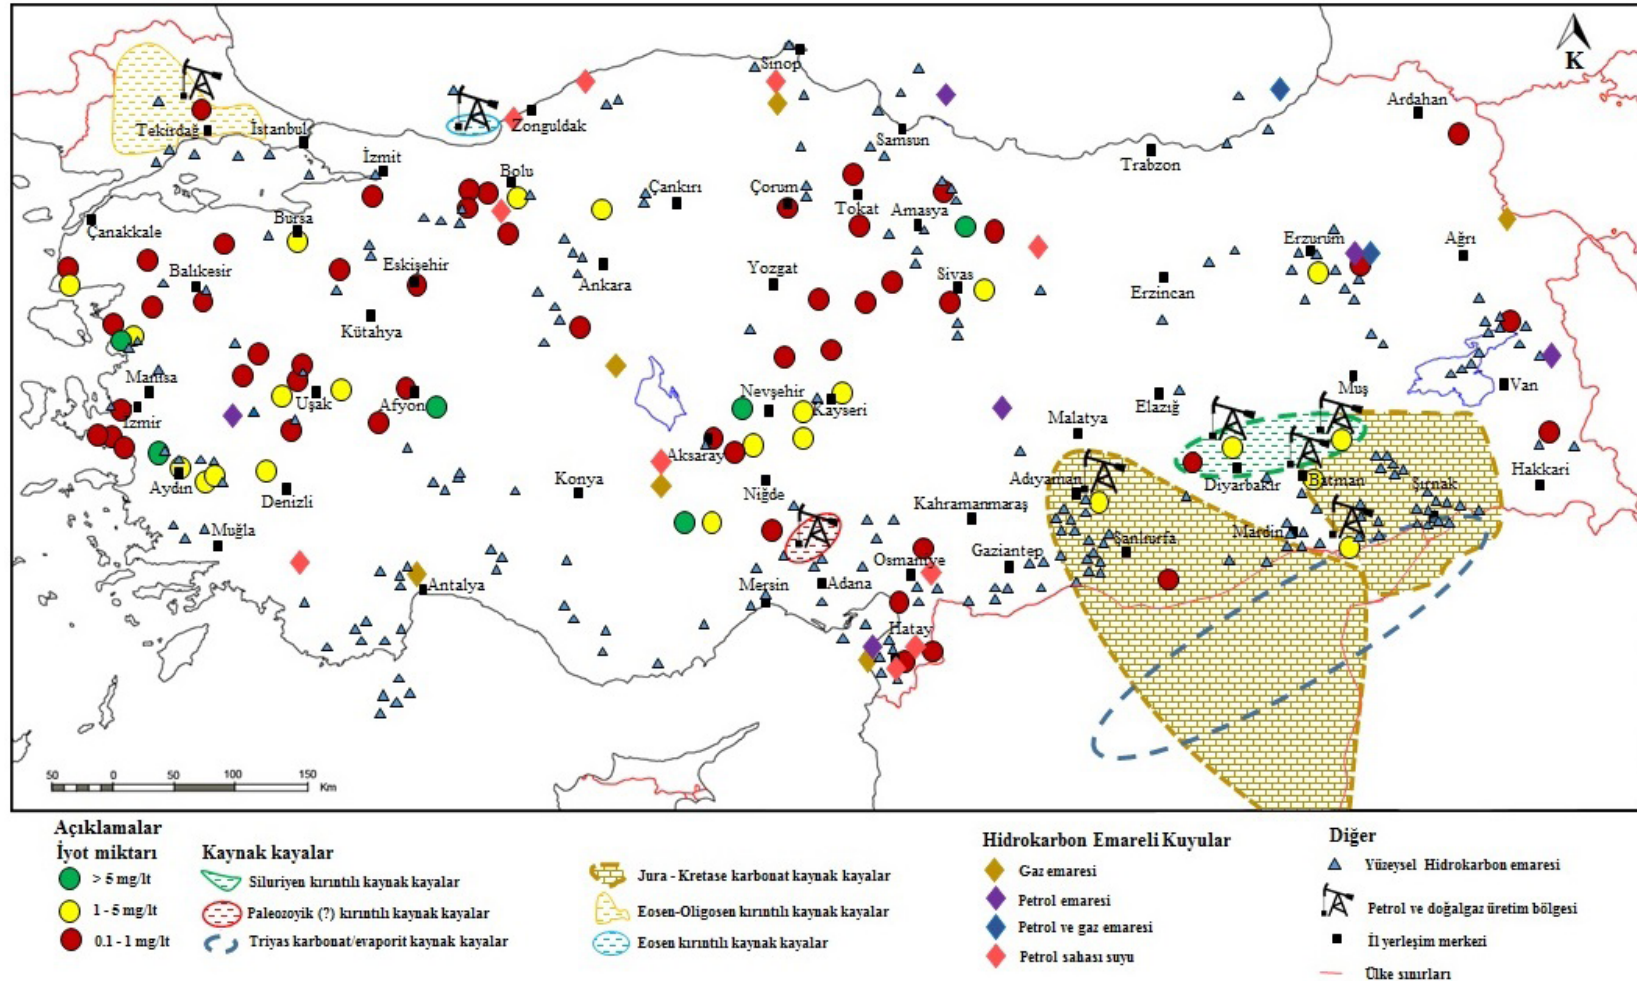 K
Sinop
Ardahan
Tekirdağ
İstanbul
Zonguldak
Samsun
Trabzon
İzmit
Bolu
Çankırı
Çorum
Tokat
Amasya
Çanakkale
Bursa
Erzurum
Ağrı
Balıkesir
Eskişehir
Ankara
Yozgat
Sivas
Erzincan
Kütahya
Manisa
Uşak
Afyon
Nevşehir
Kayseri
Elazığ
Muş
Van
İzmir
Malatya
Aksaray
Aydın
Denizli
Konya
Niğde
Adıyaman
Diyarbakır
Batman
Şırnak
Hakkari
Kahramanmaraş
Muğla
Mardin
Şanlıurfa
Gaziantep
Osmaniye
Antalya
Mersin
Adana
Hatay
50 0 50 100 150
Km
Açıklamalar
İyot miktarı
> 5 mg/lt
1 - 5 mg/lt
0.1 - 1 mg/lt
Kaynak kayalar
Siluriyen kırıntılı kaynak kayalar
Paleozoyik (?) kırıntılı kaynak kayalar
Triyas karbonat/evaporit kaynak kayalar
Jura - Kretase karbonat kaynak kayalar
Eosen-Oligosen kırıntılı kaynak kayalar
Eosen kırıntılı kaynak kayalar
Hidrokarbon Emareli Kuyular
Gaz emaresi
Petrol emaresi
Petrol ve gaz emaresi
Petrol sahası suyu
Diğer
Yüzeysel Hidrokarbon emaresi
Petrol ve doğalgaz üretim bölgesi
İl yerleşim merkezi
Ülke sınırları